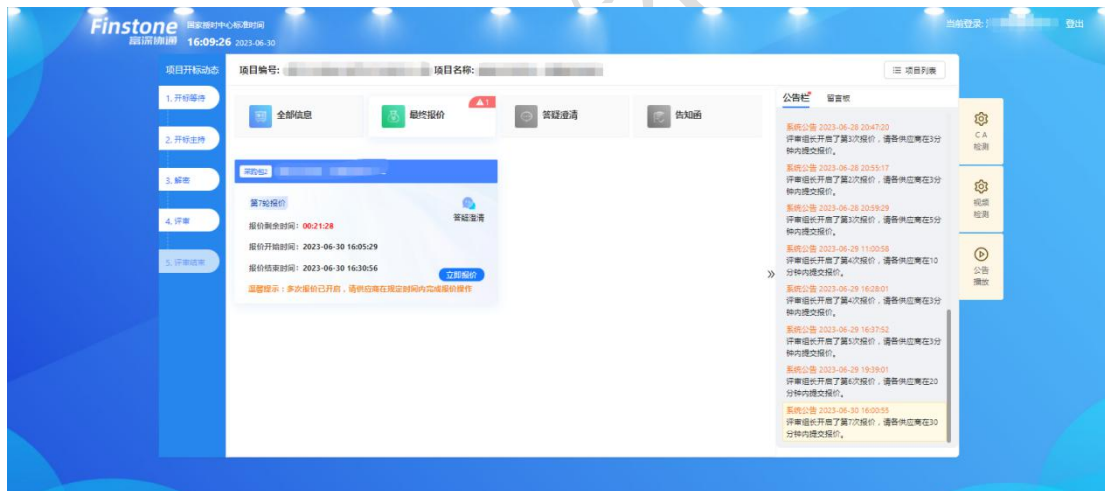 Finstone
富深协通
国家授时中心标准时间
16:09:26 2023-06-30
当前登录:
登出
项目开标动态
项目编号:
项目名称:
项目列表
1. 开标等待
2. 开标主持
3. 解密
4. 评审
5. 评审结束
全部信息
最终报价
1
答疑澄清
告知函
采购包2
第7轮报价
答疑澄清
报价剩余时间：00:21:28
报价开始时间：2023-06-30 16:05:29
报价结束时间：2023-06-30 16:30:56
立即报价
温馨提示：多次报价已开启，请供应商在规定时间内完成报价操作
公告栏
留言板
系统公告 2023-06-28 20:47:20
评审组长开启了第3次报价，请各供应商在3分
钟内提交报价。
系统公告 2023-06-28 20:55:17
评审组长开启了第2次报价，请各供应商在3分
钟内提交报价。
系统公告 2023-06-28 20:59:29
评审组长开启了第3次报价，请各供应商在5分
钟内提交报价。
系统公告 2023-06-29 11:00:58
评审组长开启了第4次报价，请各供应商在10
分钟内提交报价。
系统公告 2023-06-29 16:28:01
评审组长开启了第4次报价，请各供应商在3分
钟内提交报价。
系统公告 2023-06-29 16:37:52
评审组长开启了第5次报价，请各供应商在3分
钟内提交报价。
系统公告 2023-06-29 19:39:01
评审组长开启了第6次报价，请各供应商在20
分钟内提交报价。
系统公告 2023-06-30 16:00:55
评审组长开启了第7次报价，请各供应商在30
分钟内提交报价。
CA
检测
视频
检测
公告
播放